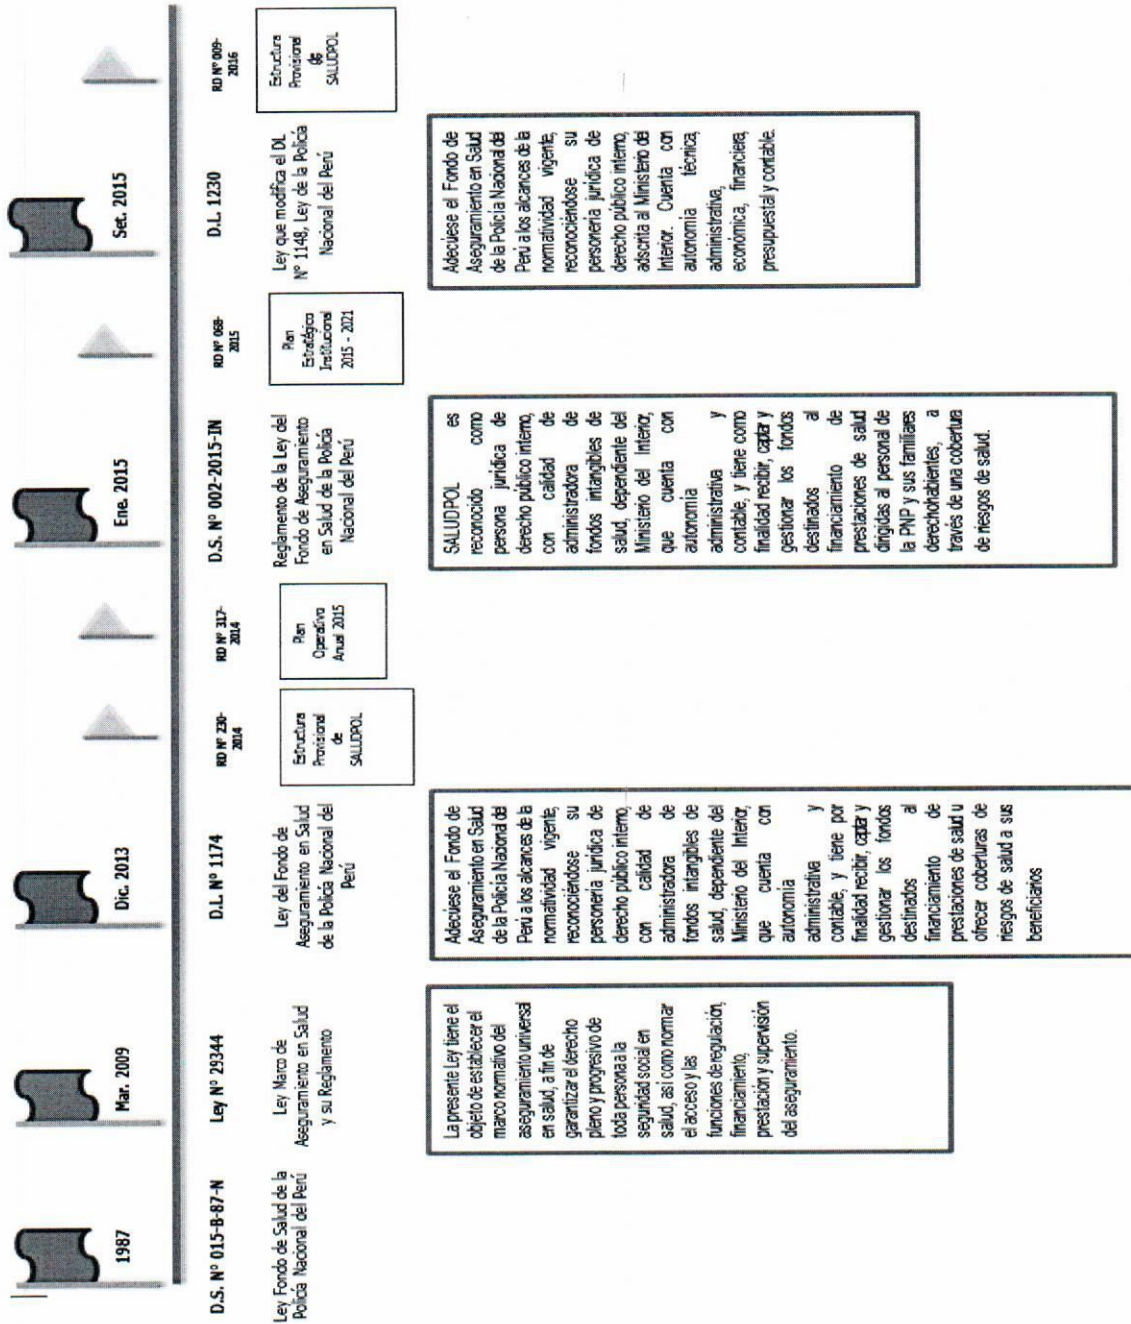 1987
D.S. Nº 015-B-87-N
Ley Fondo de Salud de la
Policía Nacional del Perú
Mar. 2009
Ley Nº 29344
Ley Marco de
Aseguramiento en Salud
y su Reglamento
La presente Ley tiene el
objeto de establecer el
marco normativo del
aseguramiento universal
en salud, a fin de
garantizar el derecho
pleno y progresivo de
toda persona a la
seguridad social en
salud, así como normar
el acceso y las
funciones de regulación,
financiamiento,
prestación y supervisión
del aseguramiento.
Dic. 2013
D.L Nº 1174
Ley del Fondo de
Aseguramiento en Salud
de la Policía Nacional del
Perú
Adecúese el Fondo de
Aseguramiento en Salud
de la Policía Nacional del
Perú a los alcances de la
normatividad vigente,
reconociéndose su
personería jurídica de
derecho público interno,
con calidad de
administradora de
fondos intangibles de
salud, dependiente del
Ministerio del Interior,
que cuenta con
autonomía
administrativa y
contable, y tiene por
finalidad recibir, captar y
gestionar los fondos
destinados al
financiamiento de
prestaciones de salud u
ofrecer coberturas de
riesgos de salud a sus
beneficiarios
RD Nº 230-
2014
Estructura
Provisional
de
SALUDPOL
RD Nº 317-
2014
Plan
Operativo
Anual 2015
Ene. 2015
D.S. Nº 002-2015-IN
Reglamento de la Ley del
Fondo de Aseguramiento
en Salud de la Policía
Nacional del Perú
SALUDPOL es
reconocido como
persona jurídica de
derecho público interno,
con calidad de
administradora de
fondos intangibles de
salud, dependiente del
Ministerio del Interior,
que cuenta con
autonomía
administrativa y
contable, y tiene como
finalidad recibir, captar y
gestionar los fondos
destinados al
financiamiento de
prestaciones de salud
dirigidas al personal de
la PNP y sus familiares
derechohabientes, a
través de una cobertura
de riesgos de salud.
RD Nº 068-
2015
Plan
Estratégico
Institucional
2015 - 2021
Set. 2015
D.L. 1230
Ley que modifica el DL
Nº 1148, Ley de la Policía
Nacional del Perú
Adecúese el Fondo de
Aseguramiento en Salud
de la Policía Nacional del
Perú a los alcances de la
normatividad vigente,
reconociéndose su
personería jurídica de
derecho público interno,
adscrita al Ministerio del
Interior. Cuenta con
autonomía técnica,
administrativa,
económica, financiera,
presupuestal y contable.
RD Nº 009-
2016
Estructura
Provisional
de
SALUDPOL